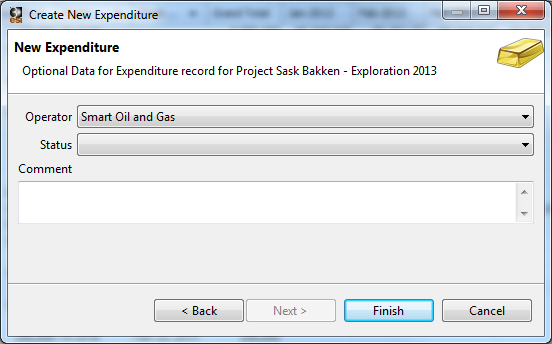 Create New Expenditure
New Expenditure
Optional Data for Expenditure record for Project Sask Bakken - Exploration 2013
Operator Smart Oil and Gas
Status
Comment
< Back Next > Finish Cancel